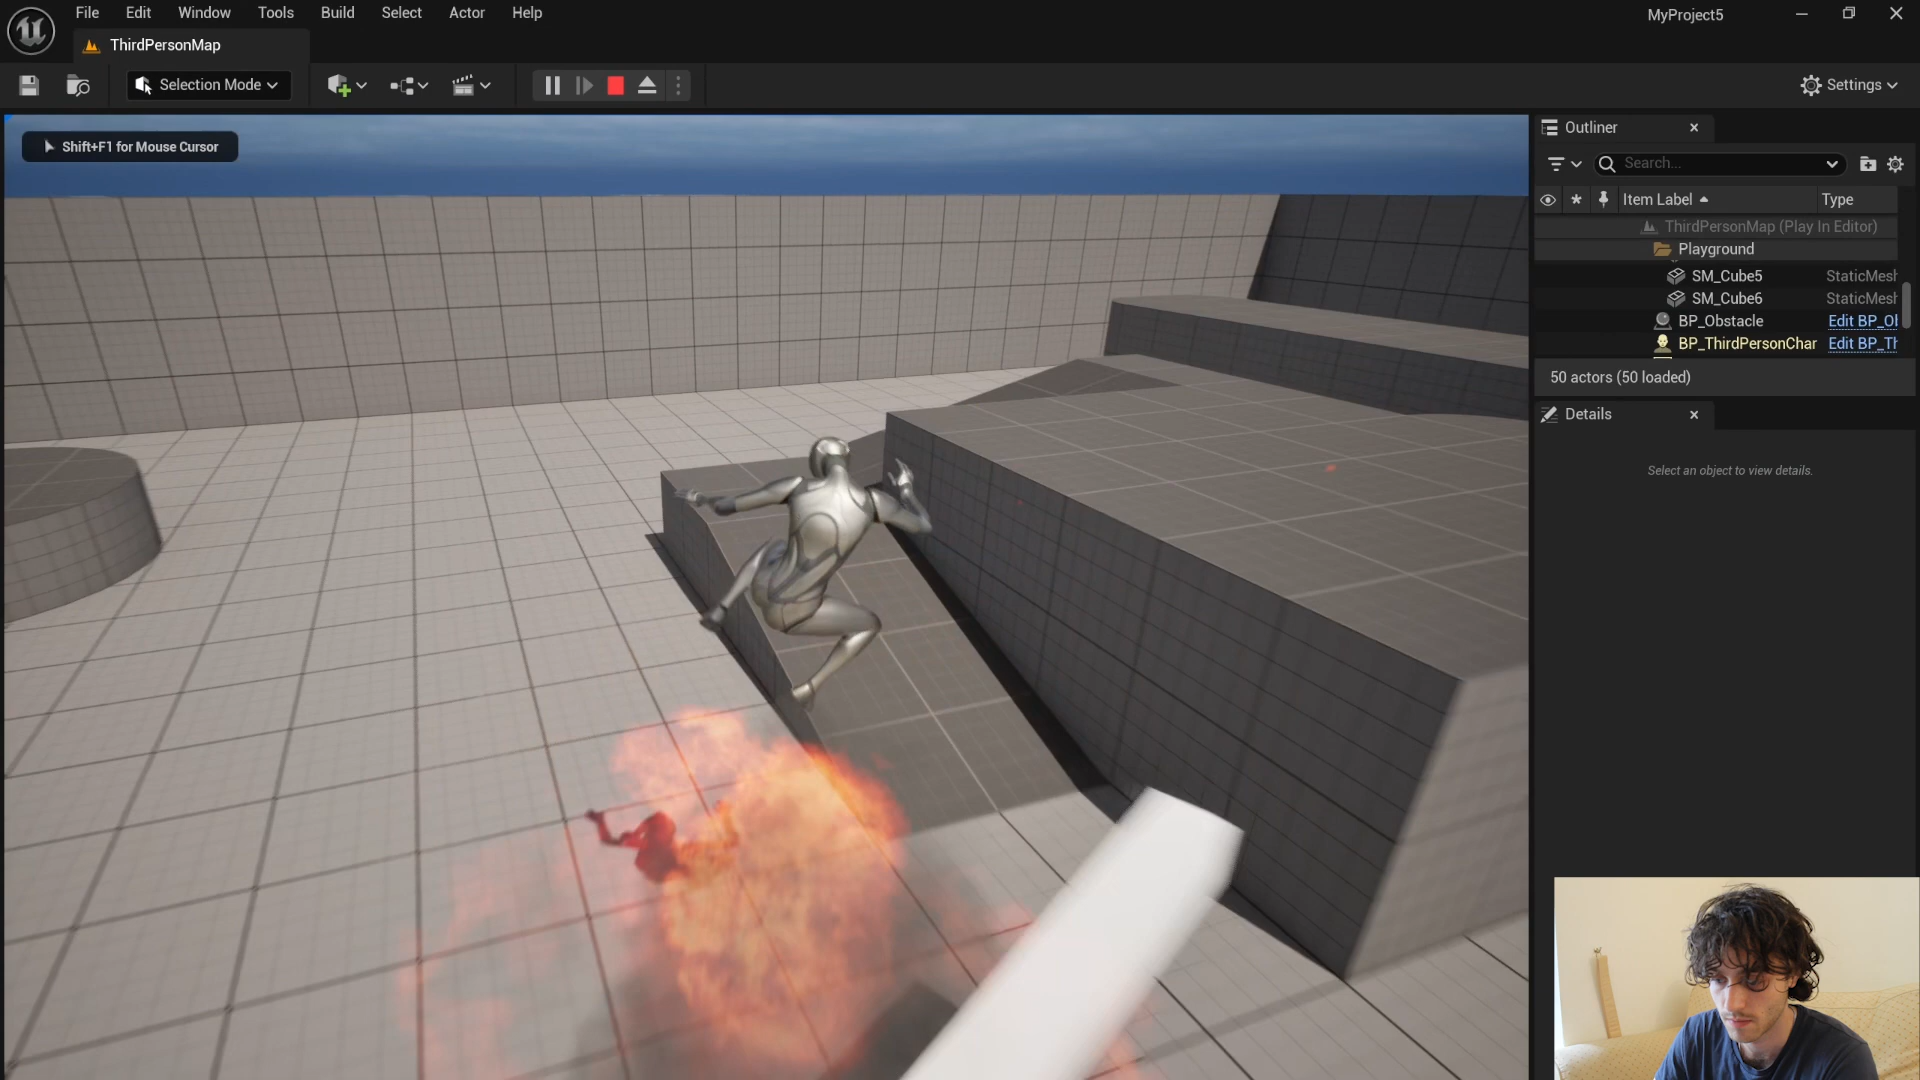 File Edit Window Tools Build Select Actor Help
MyProject5
ThirdPersonMap
Selection Mode
Settings
Shift+F1 for Mouse Cursor
Outliner
Search...
Item Label Type
ThirdPersonMap (Play In Editor)
Playground
SM_Cube5 StaticMesh
SM_Cube6 StaticMesh
BP_Obstacle Edit BP_Ob
BP_ThirdPersonChar Edit BP_Th
50 actors (50 loaded)
Details
Select an object to view details.